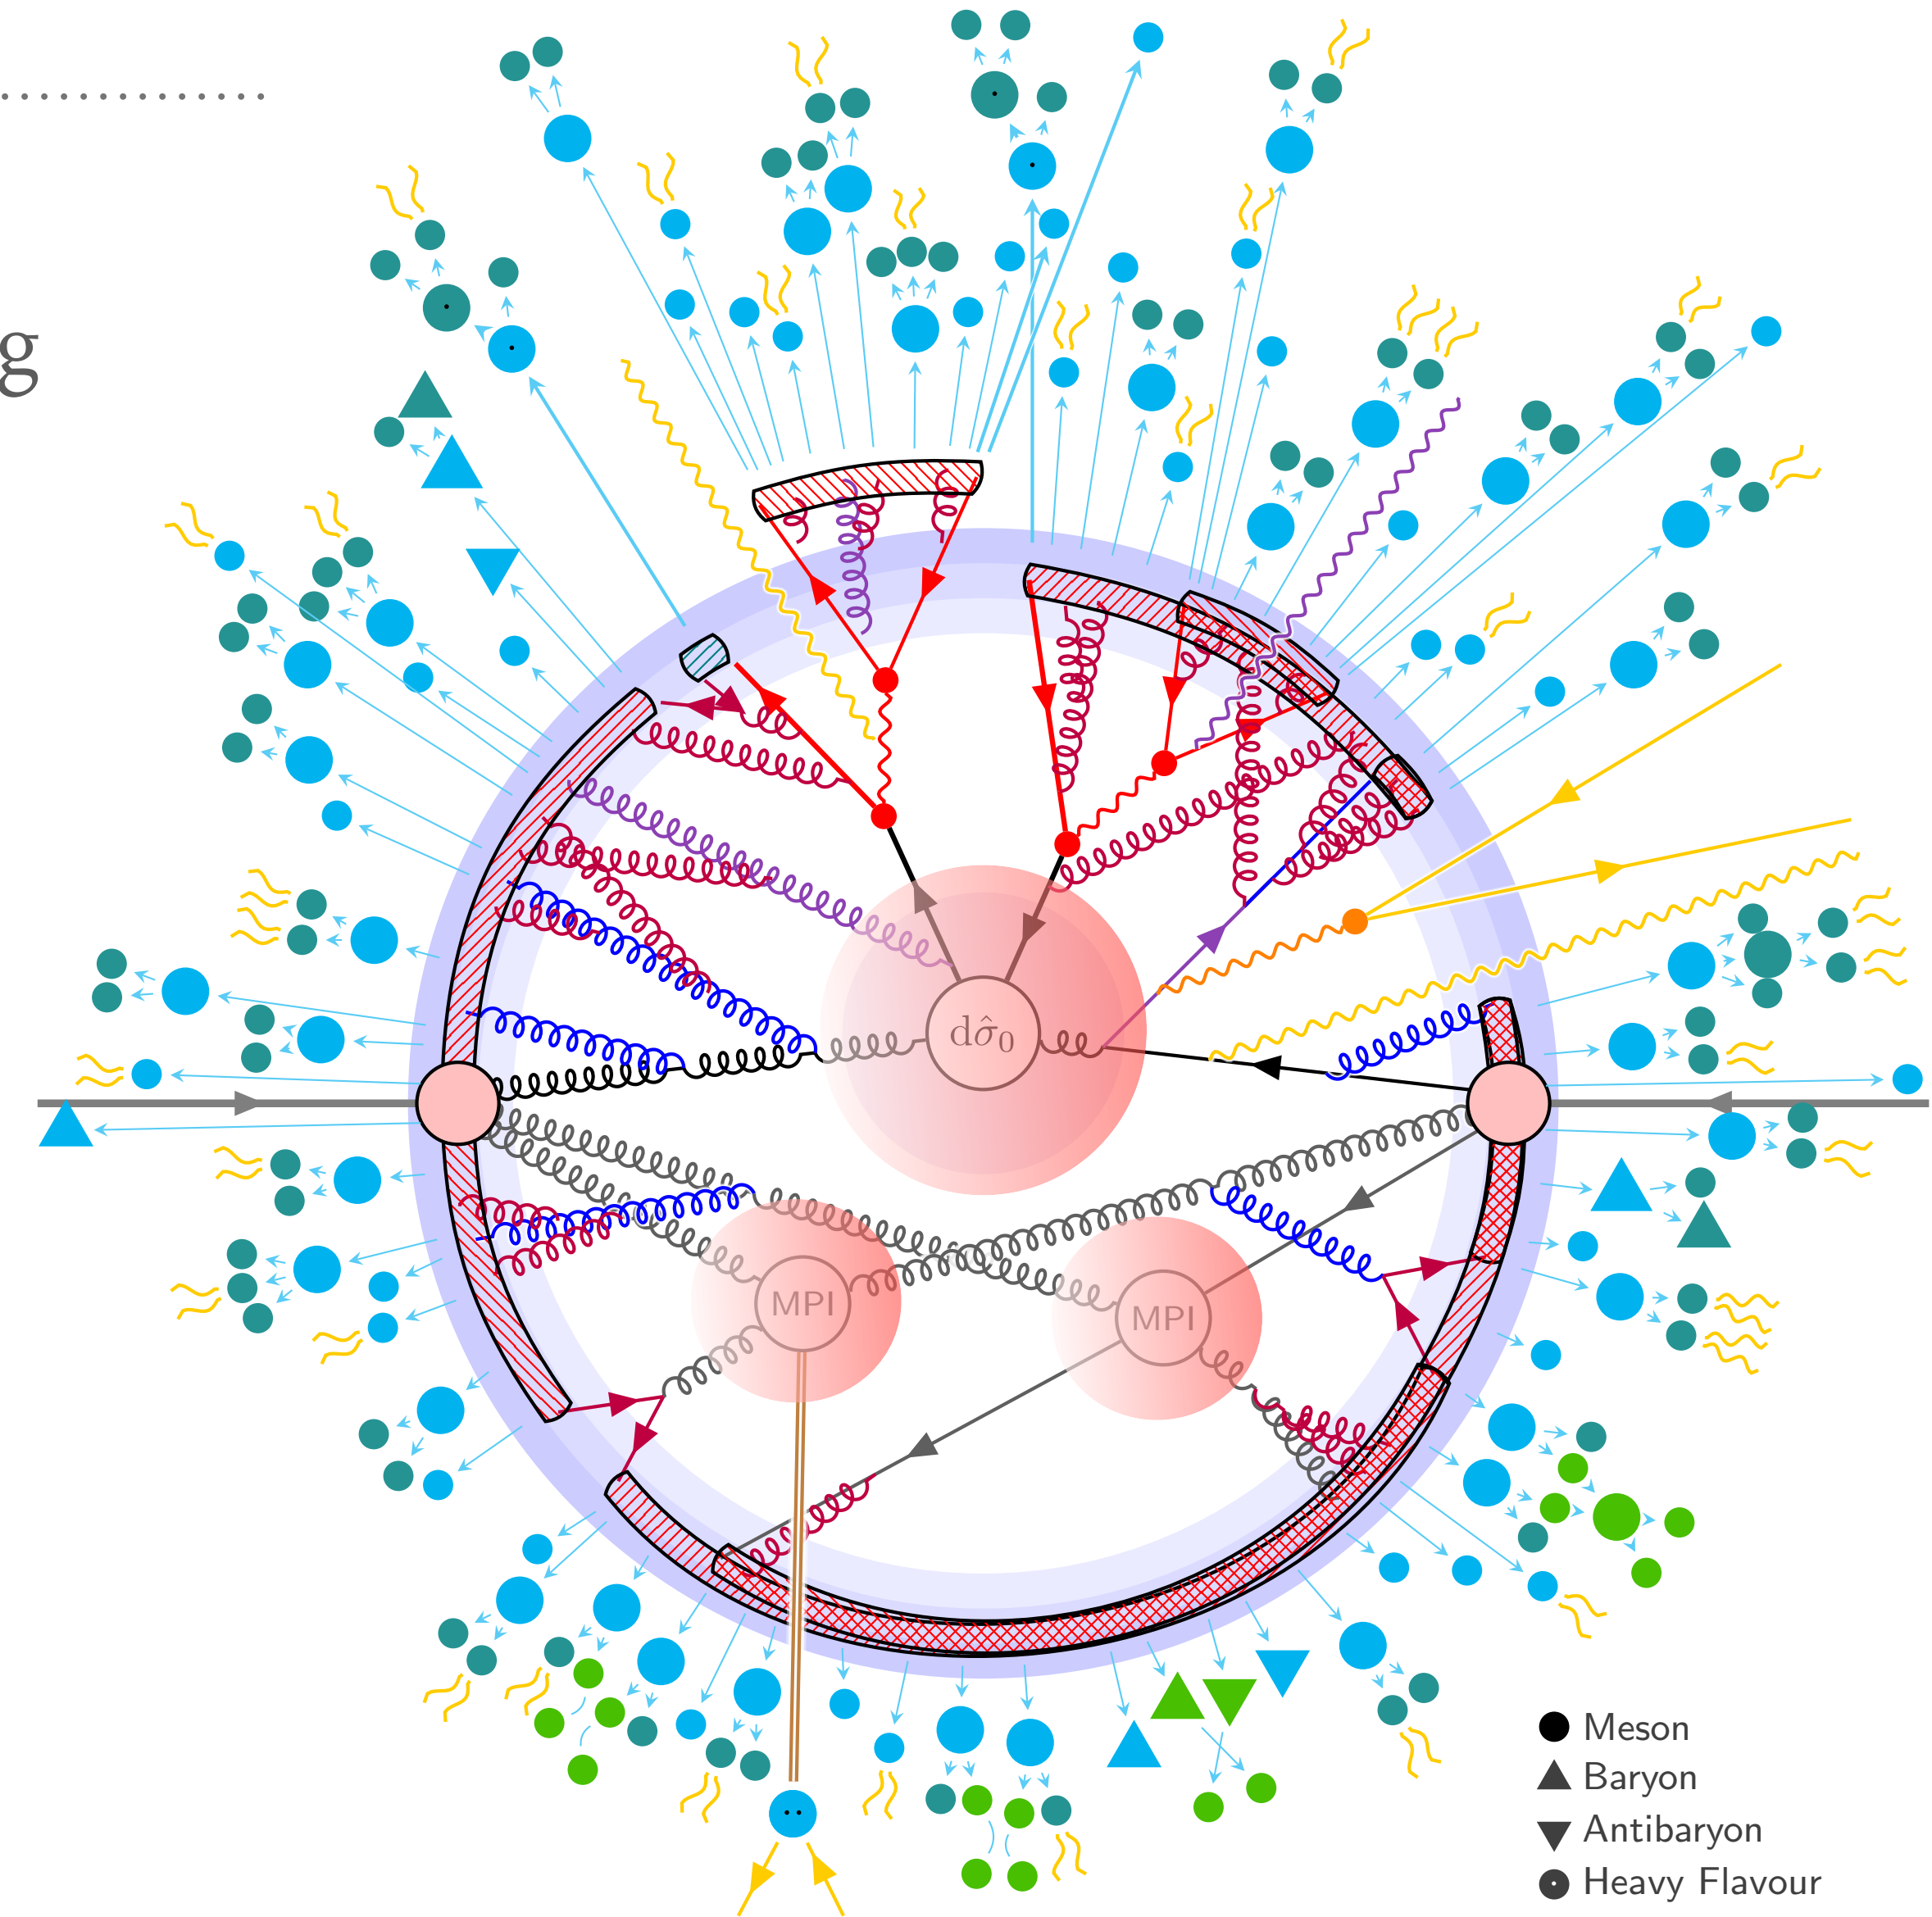 g
dσ̂₀
MPI
MPI
Meson
Baryon
Antibaryon
Heavy Flavour